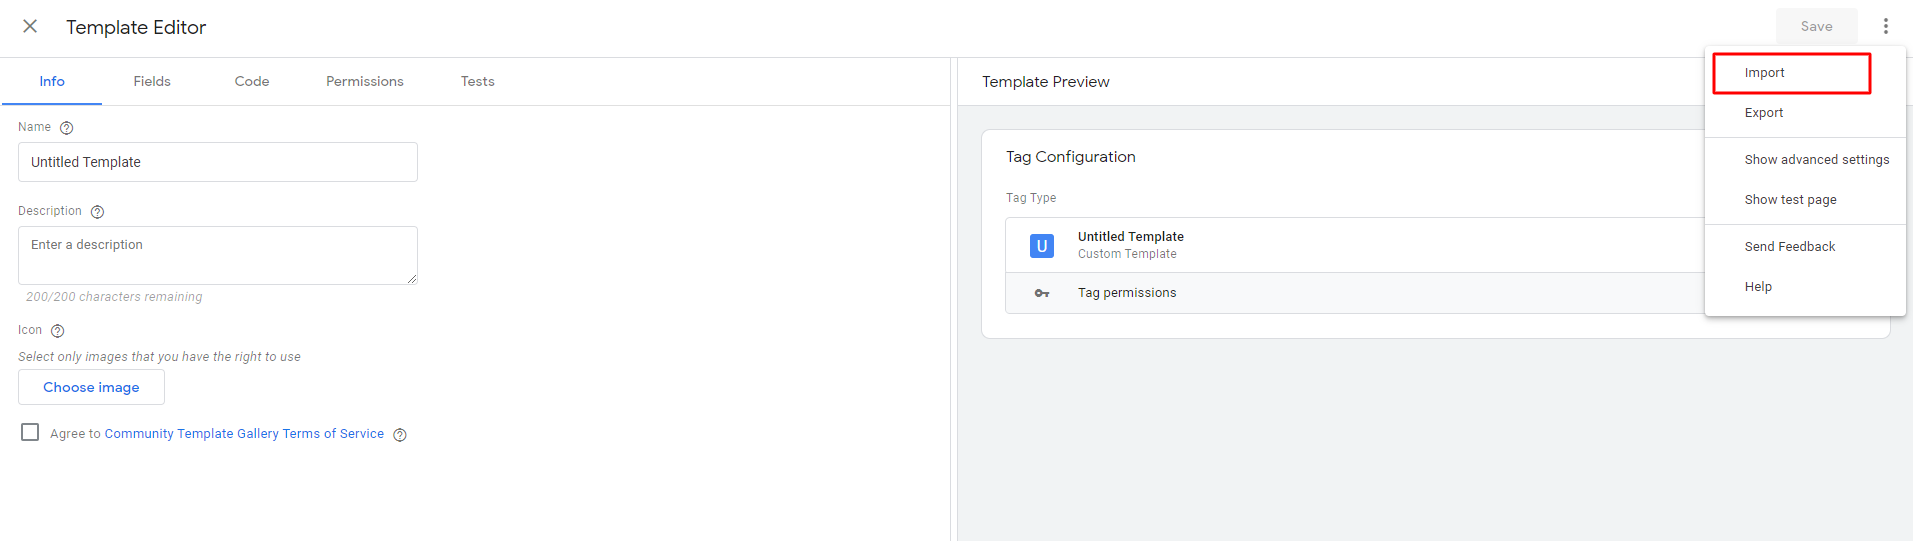 Template Editor
Save
Info Fields Code Permissions Tests
Name
Untitled Template
Description
Enter a description
200/200 characters remaining
Icon
Select only images that you have the right to use
Choose image
Agree to Community Template Gallery Terms of Service
Template Preview
Tag Configuration
Tag Type
U
Untitled Template
Custom Template
Tag permissions
Import
Export
Show advanced settings
Show test page
Send Feedback
Help